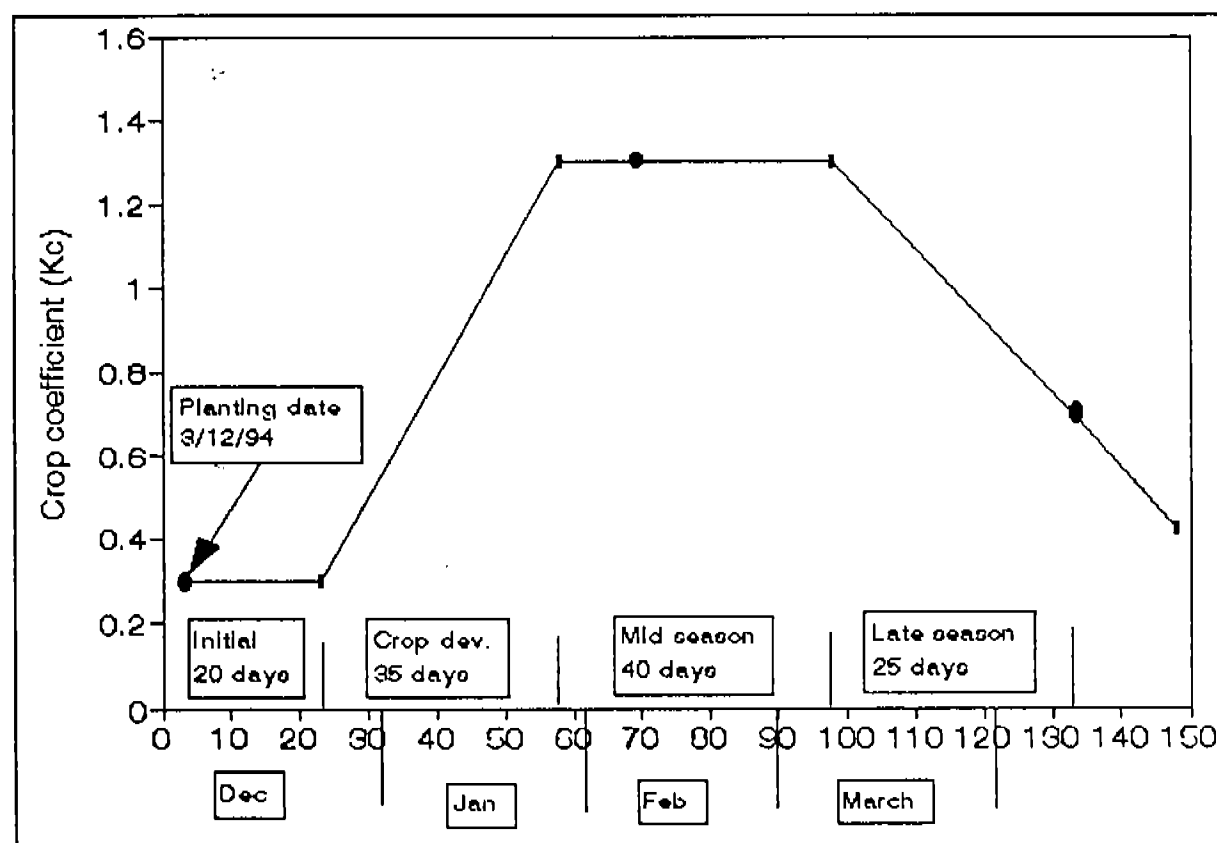 1.6
1.4
1.2
1
0.8
0.6
0.4
0.2
0
Crop coefficient (Kc)
Planting date
3/12/94
Initial
20 days
Crop dev.
35 days
Mid season
40 days
Late season
25 days
0 10 20 30 40 50 60 70 80 90 100 110 120 130 140 150
Dec
Jan
Feb
March